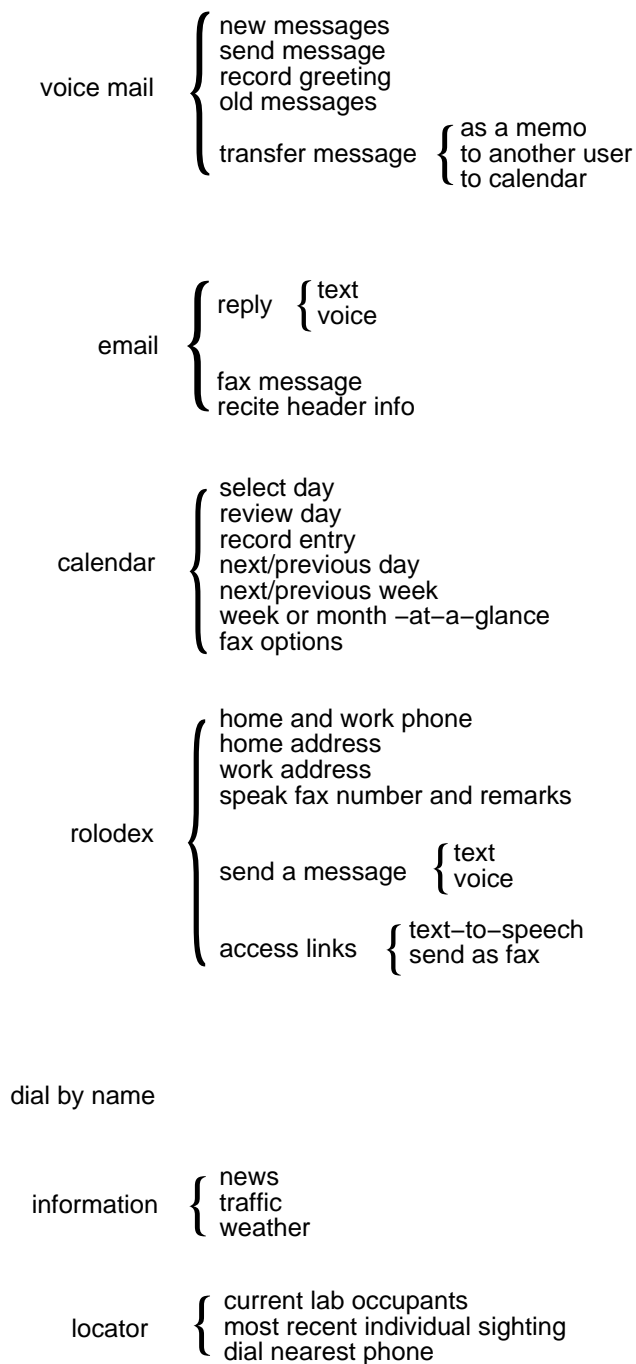 voice mail
new messages
send message
record greeting
old messages
transfer message
as a memo
to another user
to calendar
email
reply
text
voice
fax message
recite header info
calendar
select day
review day
record entry
next/previous day
next/previous week
week or month −at−a−glance
fax options
rolodex
home and work phone
home address
work address
speak fax number and remarks
send a message
text
voice
access links
text−to−speech
send as fax
dial by name
information
news
traffic
weather
locator
current lab occupants
most recent individual sighting
dial nearest phone